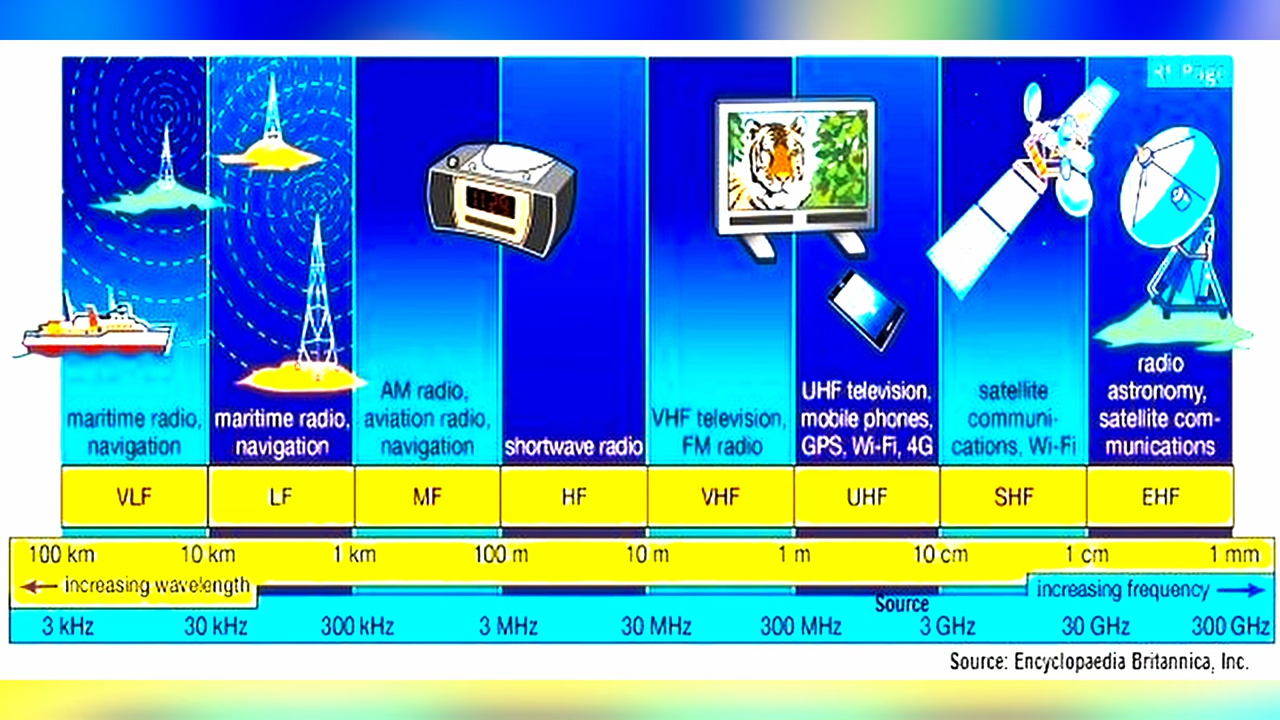 RF Page
maritime radio,
navigation
maritime radio,
navigation
AM radio,
aviation radio,
navigation
shortwave radio
VHF television,
FM radio
UHF television,
mobile phones,
GPS, Wi-Fi, 4G
satellite
communi-
cations, Wi-Fi
radio
astronomy,
satellite com-
munications
VLF LF MF HF VHF UHF SHF EHF
100 km 10 km 1 km 100 m 10 m 1 m 10 cm 1 cm 1 mm
increasing wavelength
increasing frequency
Source
3 kHz 30 kHz 300 kHz 3 MHz 30 MHz 300 MHz 3 GHz 30 GHz 300 GHz
Source: Encyclopaedia Britannica, Inc.